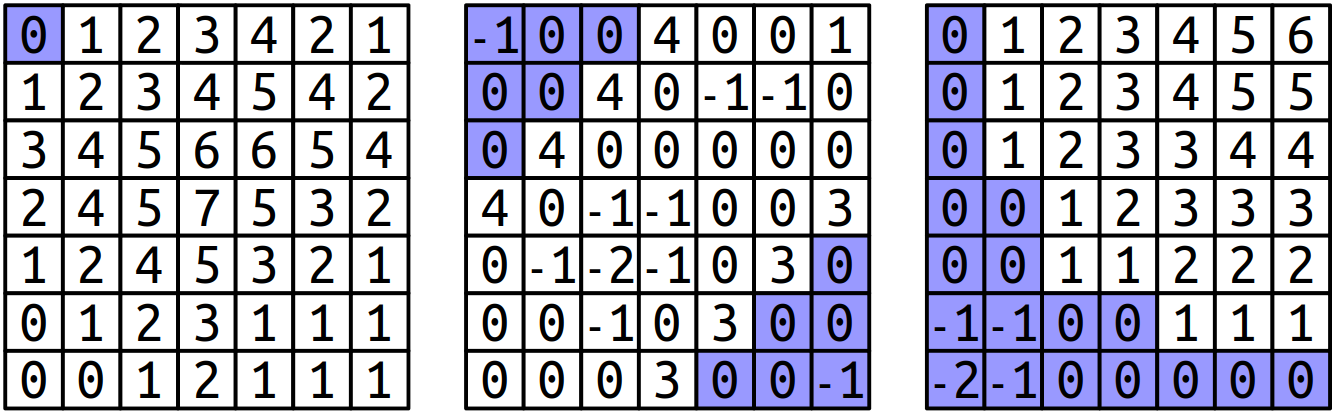 0 1 2 3 4 2 1 -1 0 0 4 0 0 1 0 1 2 3 4 5 6
1 2 3 4 5 4 2 0 0 4 0 -1 -1 0 0 1 2 3 4 5 5
3 4 5 6 6 5 4 0 4 0 0 0 0 0 0 1 2 3 3 4 4
2 4 5 7 5 3 2 4 0 -1 -1 0 0 3 0 0 1 2 3 3 3
1 2 4 5 3 2 1 0 -1 -2 -1 0 3 0 0 0 1 1 2 2 2
0 1 2 3 1 1 1 0 0 -1 0 3 0 0 -1 -1 0 0 1 1 1
0 0 1 2 1 1 1 0 0 0 3 0 0 -1 -2 -1 0 0 0 0 0